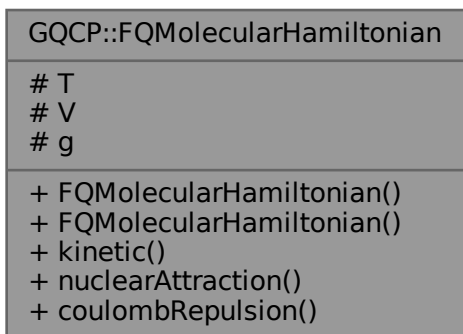 GQCP::FQMolecularHamiltonian
# T
# V
# g
+ FQMolecularHamiltonian()
+ FQMolecularHamiltonian()
+ kinetic()
+ nuclearAttraction()
+ coulombRepulsion()